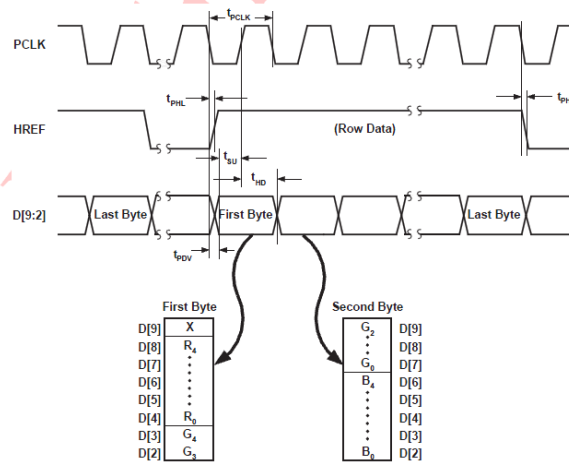 tPCLK
PCLK
tPHL
tPH
HREF
(Row Data)
tSU
tHD
D[9:2]
Last Byte
First Byte
Last Byte
tPDV
First Byte
Second Byte
D[9] X
D[8] R4
D[7]
D[6]
D[5]
D[4] R0
D[3] G4
D[2] G3
G2 D[9]
D[8]
G0 D[7]
B4 D[6]
D[5]
D[4]
D[3]
B0 D[2]